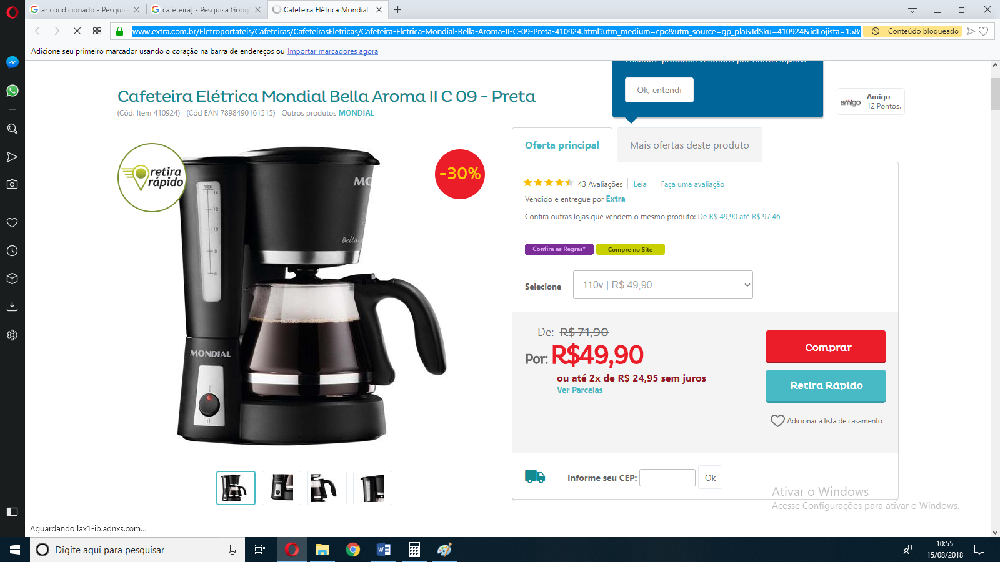 ar condicionado - Pesquisa
cafeteira] - Pesquisa Goog
Cafeteira Elétrica Mondial
www.extra.com.br/Eletroportateis/Cafeteiras/CafeteirasEletricas/Cafeteira-Eletrica-Mondial-Bella-Aroma-II-C-09-Preta-410924.html?utm_medium=cpc&utm_source=gp_pla&IdSku=410924&idLojista=15&s
Conteúdo bloqueado
Adicione seu primeiro marcador usando o coração na barra de endereços ou Importar marcadores agora
Encontre produtos vendidos por outros lojistas
Ok, entendi
Cafeteira Elétrica Mondial Bella Aroma II C 09 - Preta
(Cód. Item 410924) (Cód EAN 7898490161515) Outros produtos MONDIAL
amigo
Amigo
12 Pontos.
Oferta principal
Mais ofertas deste produto
retira
rápido
-30%
max.
14
12
10
8
6
MO
Bella A
MONDIAL
43 Avaliações
Leia
Faça uma avaliação
Vendido e entregue por Extra
Confira outras lojas que vendem o mesmo produto: De R$ 49,90 até R$ 97,46
Confira as Regras*
Compre no Site
Selecione
110v | R$ 49,90
De: R$ 71,90
Por: R$49,90
ou até 2x de R$ 24,95 sem juros
Ver Parcelas
Comprar
Retira Rápido
Adicionar à lista de casamento
Informe seu CEP:
Ok
Ativar o Windows
Acesse Configurações para ativar o Windows.
Aguardando lax1-ib.adnxs.com...
Digite aqui para pesquisar
10:55
15/08/2018